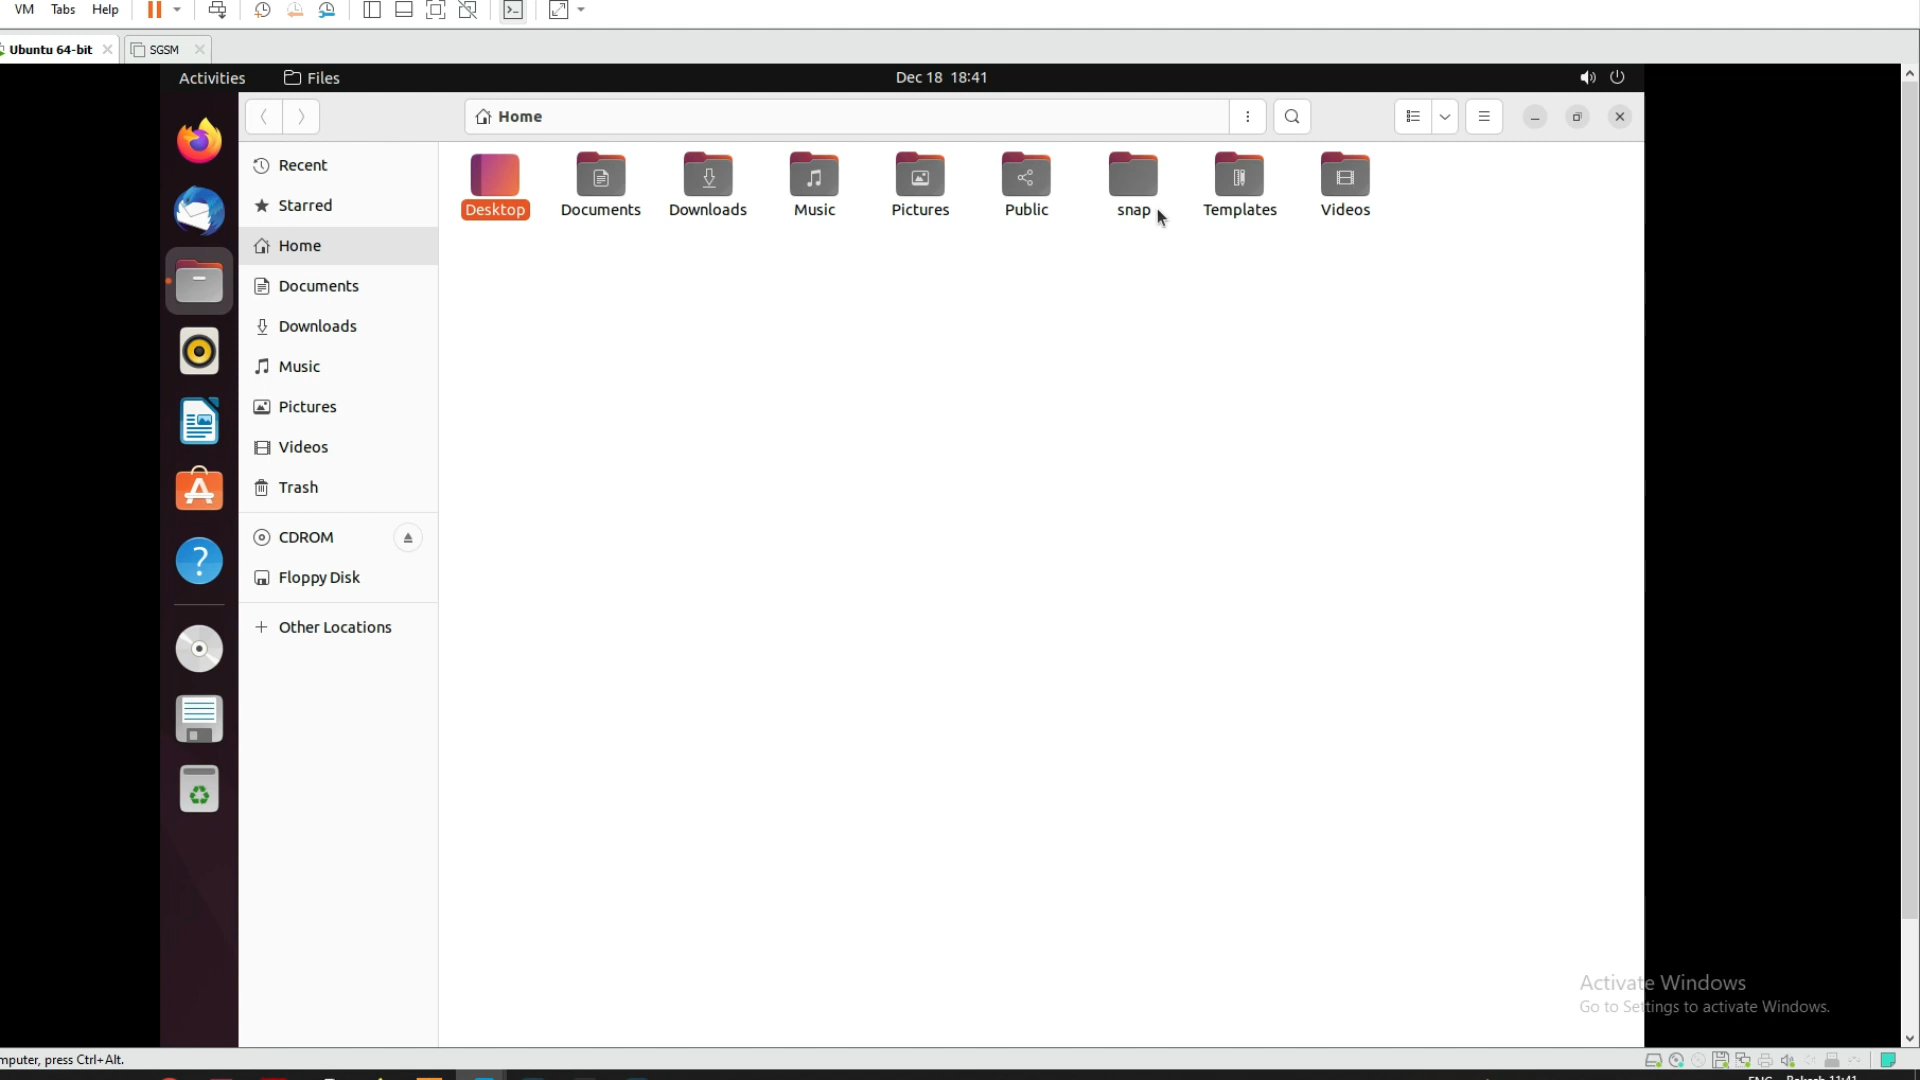 VM Tabs Help
Ubuntu 64-bit SGSM
Activities Files Dec 18 18:41
Home
Recent
Starred
Home
Documents
Downloads
Music
Pictures
Videos
Trash
CDROM
Floppy Disk
Other Locations
Desktop Documents Downloads Music Pictures Public snap Templates Videos
Activate Windows
Go to Settings to activate Windows.
mputer, press Ctrl+Alt.